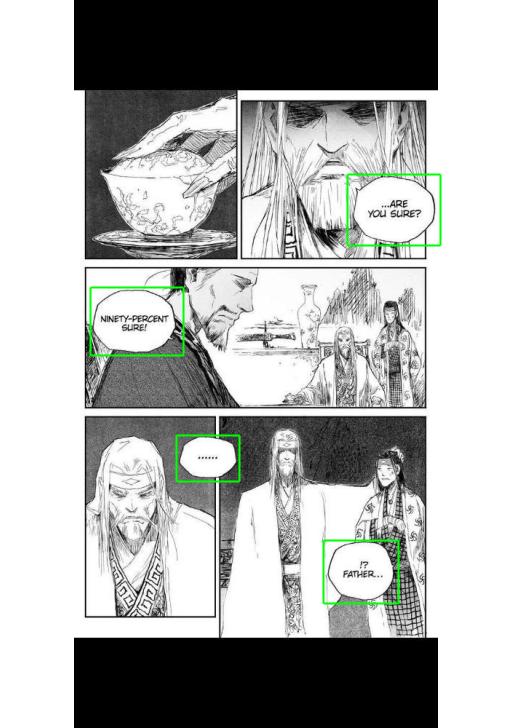 ...ARE
YOU SURE?
NINETY-PERCENT
SURE!
......
!?
FATHER...